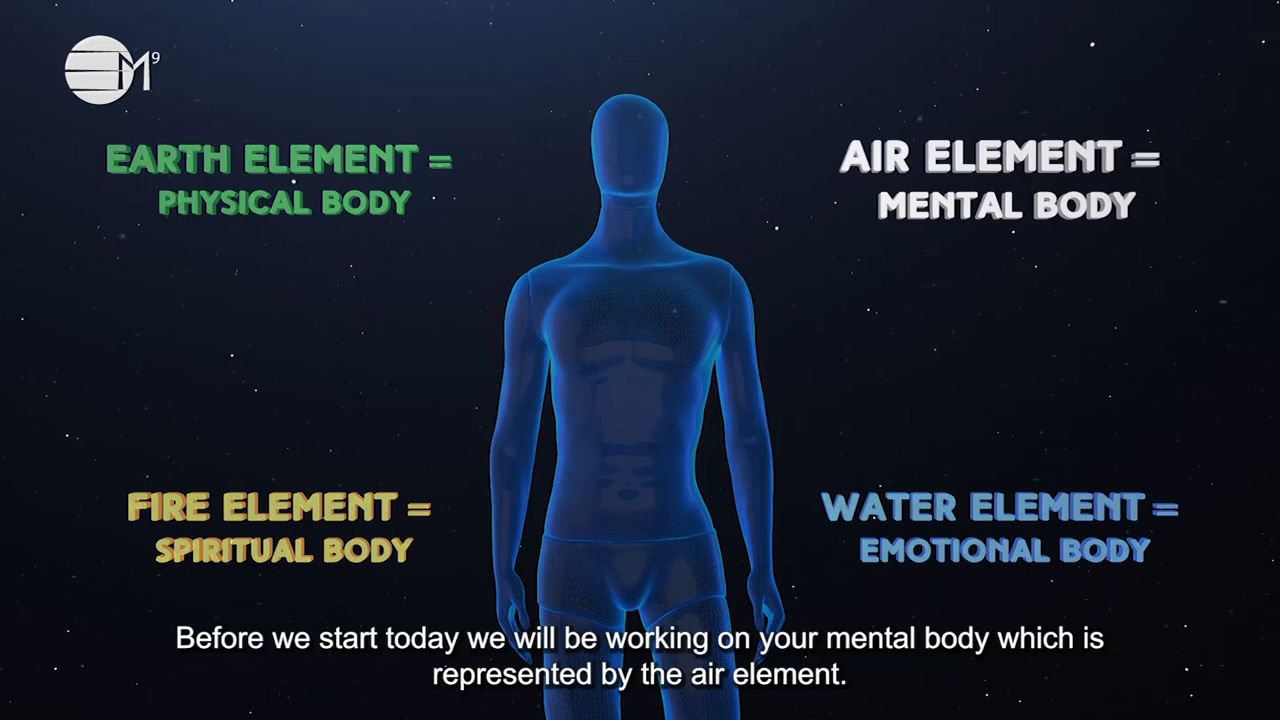 EM⁹
EARTH ELEMENT =
PHYSICAL BODY
AIR ELEMENT =
MENTAL BODY
FIRE ELEMENT =
SPIRITUAL BODY
WATER ELEMENT =
EMOTIONAL BODY
Before we start today we will be working on your mental body which is
represented by the air element.